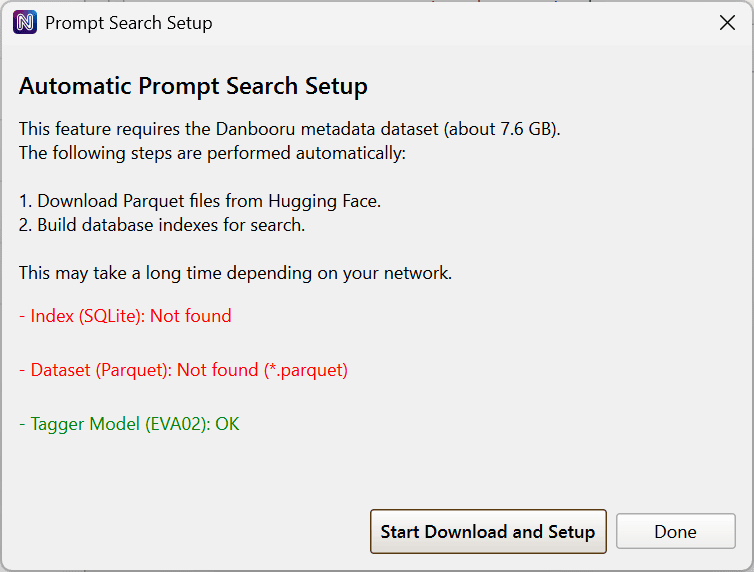 Prompt Search Setup
Automatic Prompt Search Setup
This feature requires the Danbooru metadata dataset (about 7.6 GB).
The following steps are performed automatically:
1. Download Parquet files from Hugging Face.
2. Build database indexes for search.
This may take a long time depending on your network.
- Index (SQLite): Not found
- Dataset (Parquet): Not found (*.parquet)
- Tagger Model (EVA02): OK
Start Download and Setup
Done